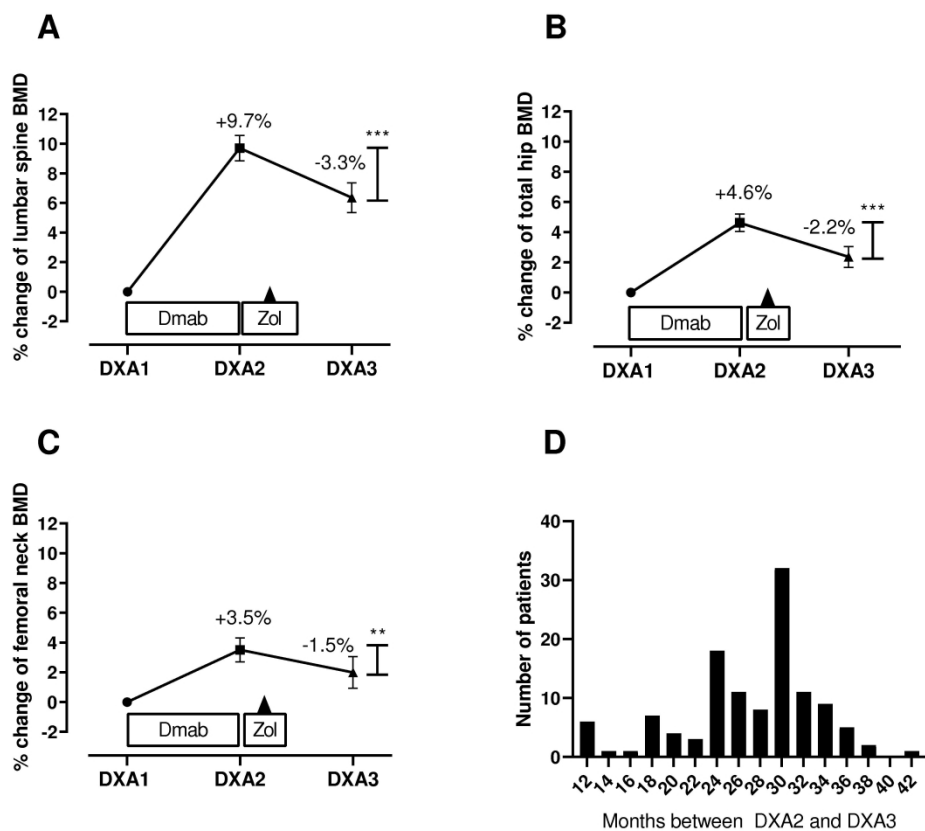 A
% change of lumbar spine BMD
12
10
8
6
4
2
0
-2
+9.7%
-3.3%
***
Dmab
Zol
DXA1 DXA2 DXA3
B
% change of total hip BMD
12
10
8
6
4
2
0
-2
+4.6%
-2.2%
***
Dmab
Zol
DXA1 DXA2 DXA3
C
% change of femoral neck BMD
12
10
8
6
4
2
0
-2
+3.5%
-1.5%
**
Dmab
Zol
DXA1 DXA2 DXA3
D
Number of patients
40
30
20
10
0
12 14 16 18 20 22 24 26 28 30 32 34 36 38 40 42
Months between DXA2 and DXA3